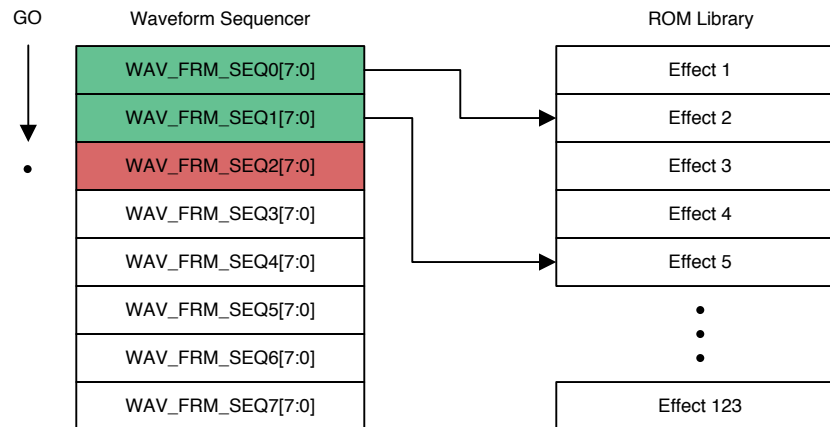 GO
Waveform Sequencer
ROM Library
WAV_FRM_SEQ0[7:0]
Effect 1
WAV_FRM_SEQ1[7:0]
Effect 2
WAV_FRM_SEQ2[7:0]
Effect 3
WAV_FRM_SEQ3[7:0]
Effect 4
WAV_FRM_SEQ4[7:0]
Effect 5
WAV_FRM_SEQ5[7:0]
WAV_FRM_SEQ6[7:0]
WAV_FRM_SEQ7[7:0]
Effect 123